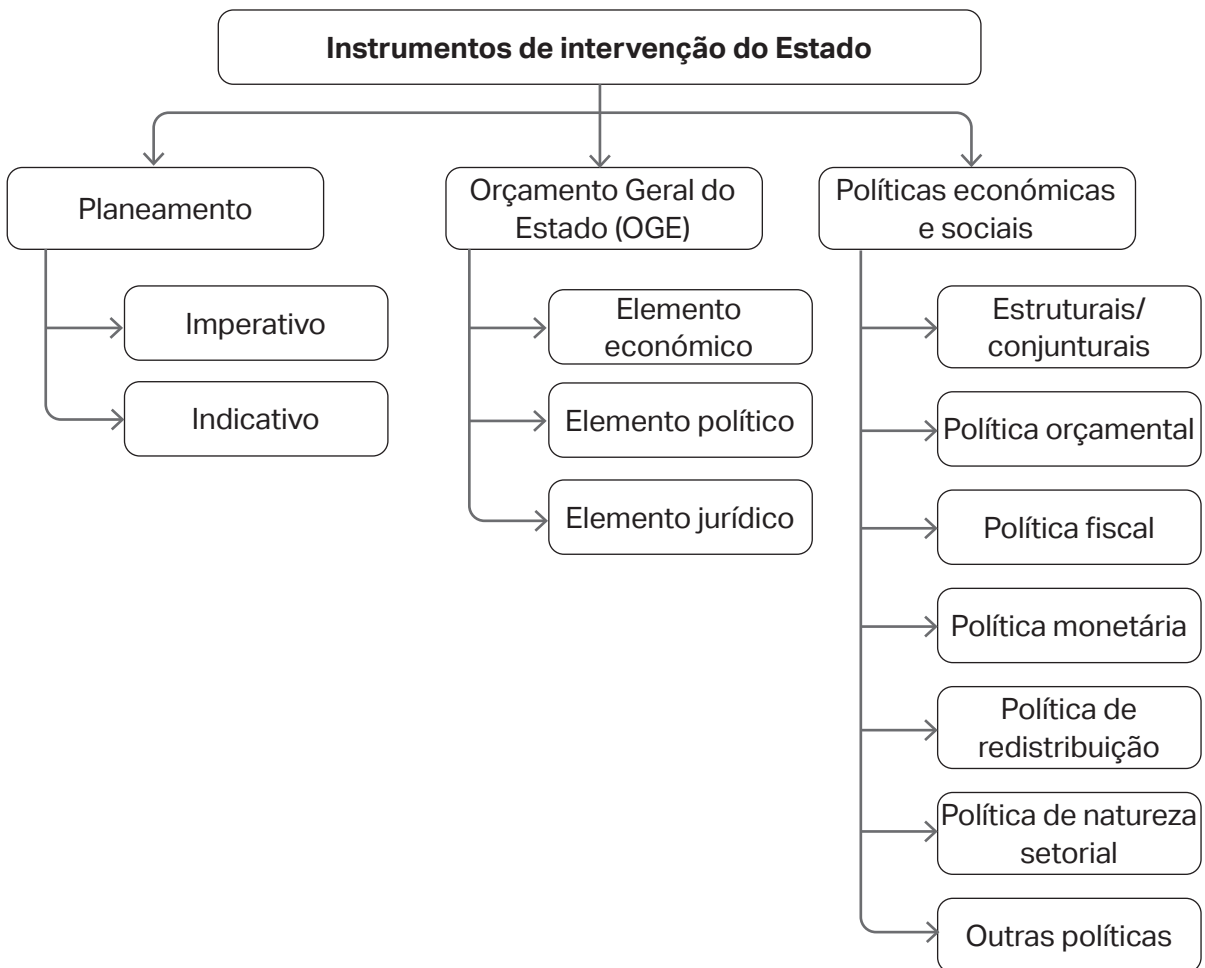 Instrumentos de intervenção do Estado
Planeamento
Imperativo
Indicativo
Orçamento Geral do
Estado (OGE)
Elemento
económico
Elemento político
Elemento jurídico
Políticas económicas
e sociais
Estruturais/
conjunturais
Política orçamental
Política fiscal
Política monetária
Política de
redistribuição
Política de natureza
setorial
Outras políticas